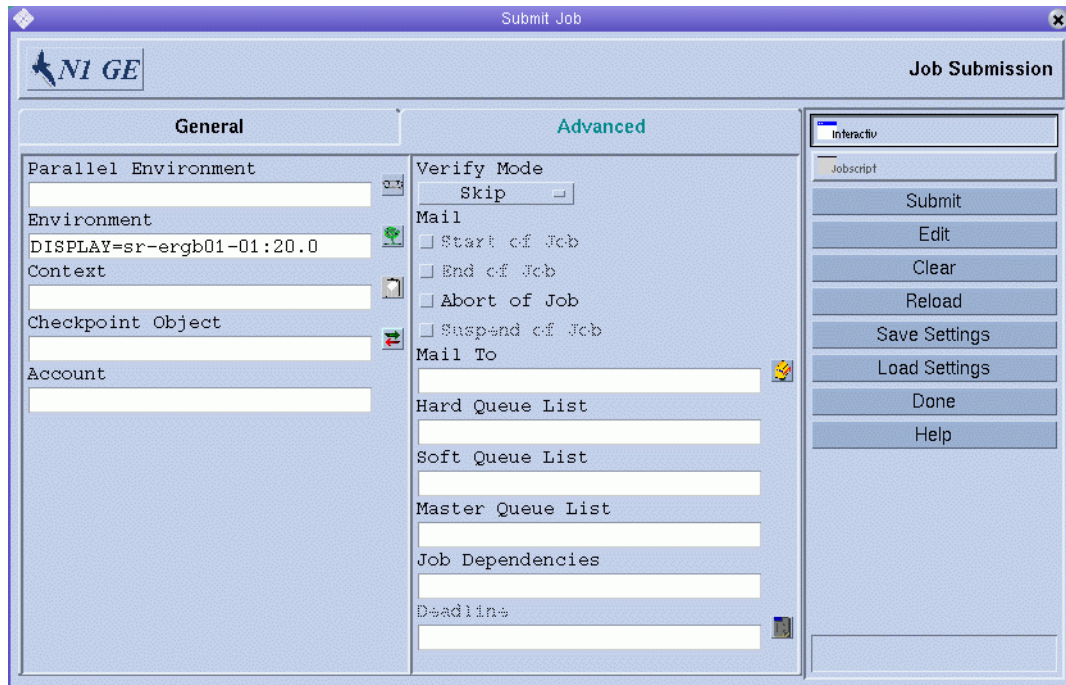 Submit Job
N1 GE
Job Submission
General
Advanced
Parallel Environment
Environment
DISPLAY=sr-ergb01-01:20.0
Context
Checkpoint Object
Account
Verify Mode
Skip
Mail
Start of Job
End of Job
Abort of Job
Suspend of Job
Mail To
Hard Queue List
Soft Queue List
Master Queue List
Job Dependencies
Deadline
Interactiv
Jobscript
Submit
Edit
Clear
Reload
Save Settings
Load Settings
Done
Help